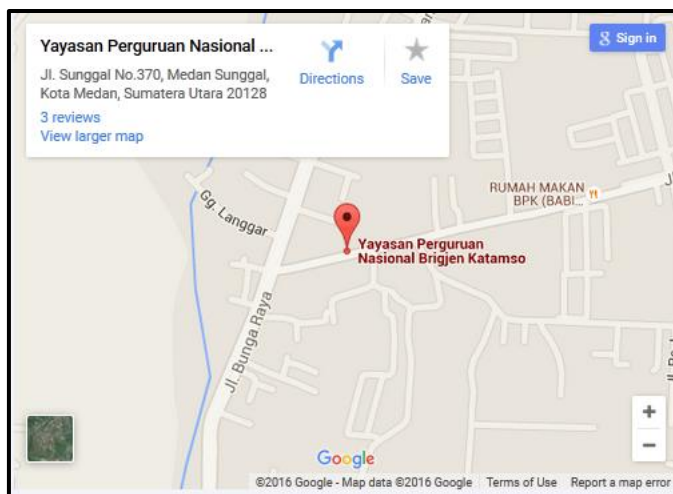 Yayasan Perguruan Nasional ...
Jl. Sunggal No.370, Medan Sunggal,
Kota Medan, Sumatera Utara 20128
3 reviews
View larger map
Directions
Save
8 Sign in
RUMAH MAKAN
BPK (BABI...
Gg. Langgar
Yayasan Perguruan
Nasional Brigjen Katamso
Jl. Bunga Raya
+
−
Google
©2016 Google - Map data ©2016 Google Terms of Use Report a map error